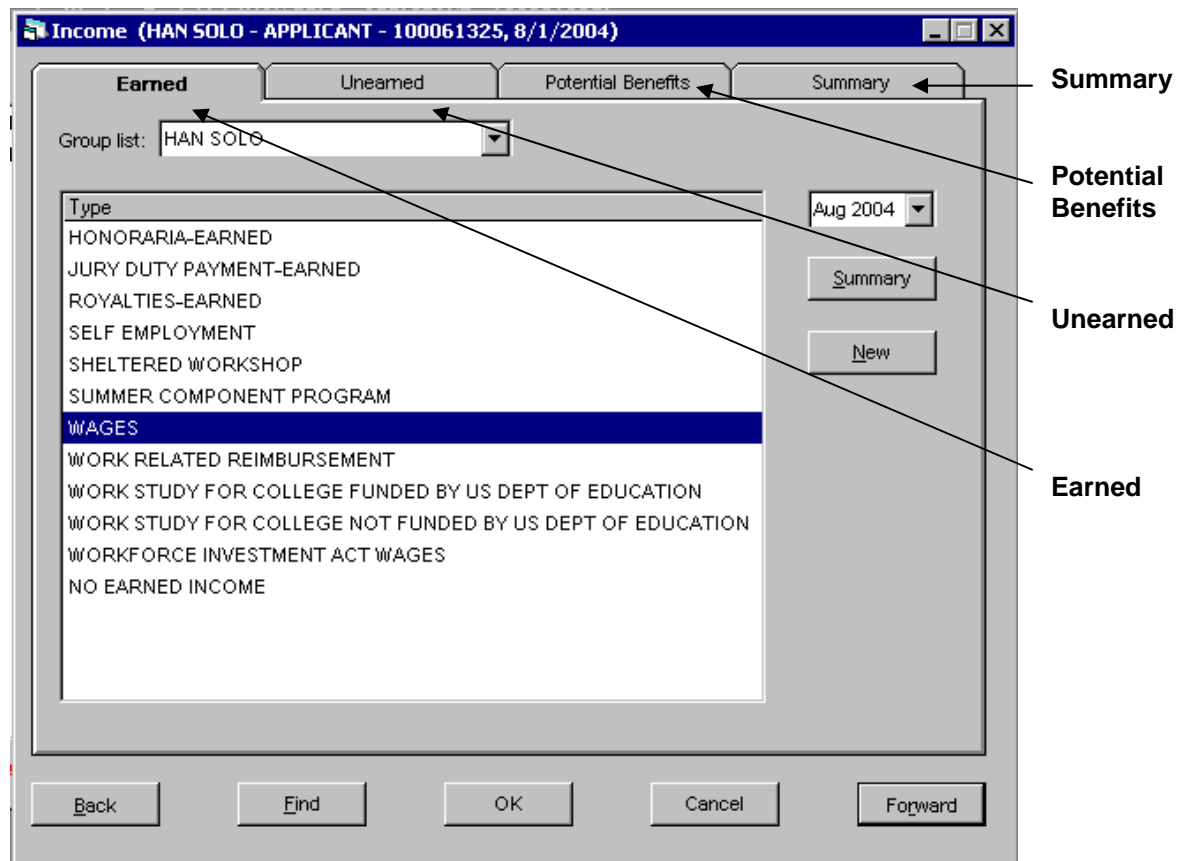 Income (HAN SOLO - APPLICANT - 100061325, 8/1/2004)
Earned Unearned Potential Benefits Summary
Summary
Group list: HAN SOLO
Potential
Benefits
Type
Aug 2004
HONORARIA-EARNED
JURY DUTY PAYMENT-EARNED
Summary
ROYALTIES-EARNED
Unearned
SELF EMPLOYMENT
New
SHELTERED WORKSHOP
SUMMER COMPONENT PROGRAM
WAGES
WORK RELATED REIMBURSEMENT
Earned
WORK STUDY FOR COLLEGE FUNDED BY US DEPT OF EDUCATION
WORK STUDY FOR COLLEGE NOT FUNDED BY US DEPT OF EDUCATION
WORKFORCE INVESTMENT ACT WAGES
NO EARNED INCOME
Back Find OK Cancel Forward